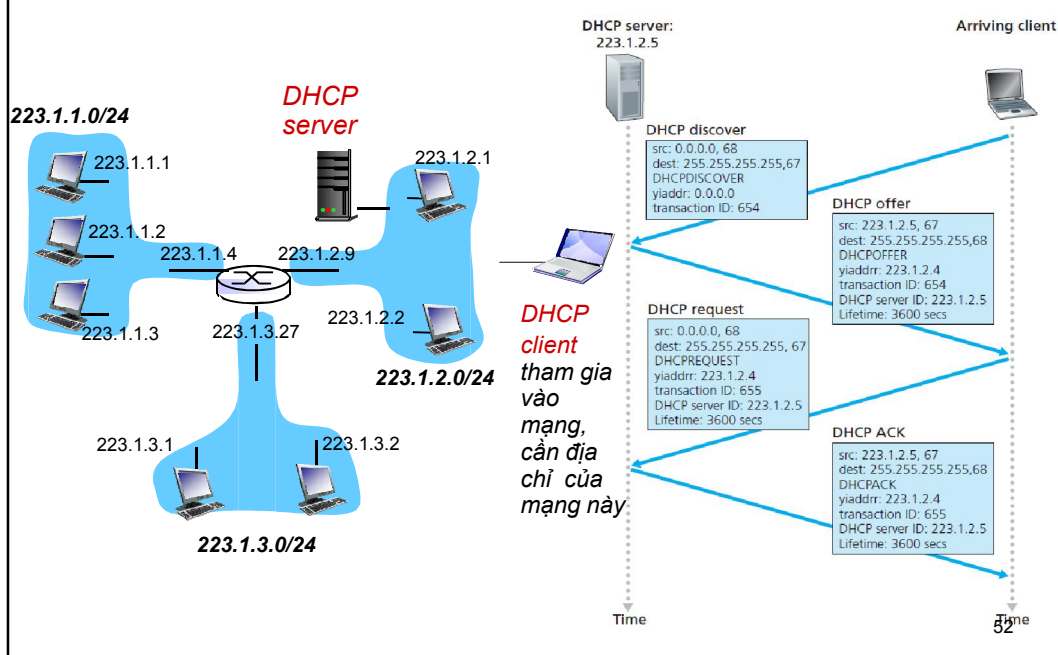 223.1.1.0/24
223.1.1.1
223.1.1.2
223.1.1.3
223.1.1.4
DHCP
server
223.1.2.1
223.1.2.9
223.1.2.2
223.1.2.0/24
223.1.3.27
223.1.3.1
223.1.3.2
223.1.3.0/24
DHCP
client
tham gia
vào
mạng,
cần địa
chỉ của
mạng này
DHCP server:
223.1.2.5
Arriving client
DHCP discover
src: 0.0.0.0, 68
dest: 255.255.255.255,67
DHCPDISCOVER
yiaddr: 0.0.0.0
transaction ID: 654
DHCP offer
src: 223.1.2.5, 67
dest: 255.255.255.255,68
DHCPOFFER
yiaddrr: 223.1.2.4
transaction ID: 654
DHCP server ID: 223.1.2.5
Lifetime: 3600 secs
DHCP request
src: 0.0.0.0, 68
dest: 255.255.255.255, 67
DHCPREQUEST
yiaddrr: 223.1.2.4
transaction ID: 655
DHCP server ID: 223.1.2.5
Lifetime: 3600 secs
DHCP ACK
src: 223.1.2.5, 67
dest: 255.255.255.255,68
DHCPACK
yiaddrr: 223.1.2.4
transaction ID: 655
DHCP server ID: 223.1.2.5
Lifetime: 3600 secs
Time
Time
52